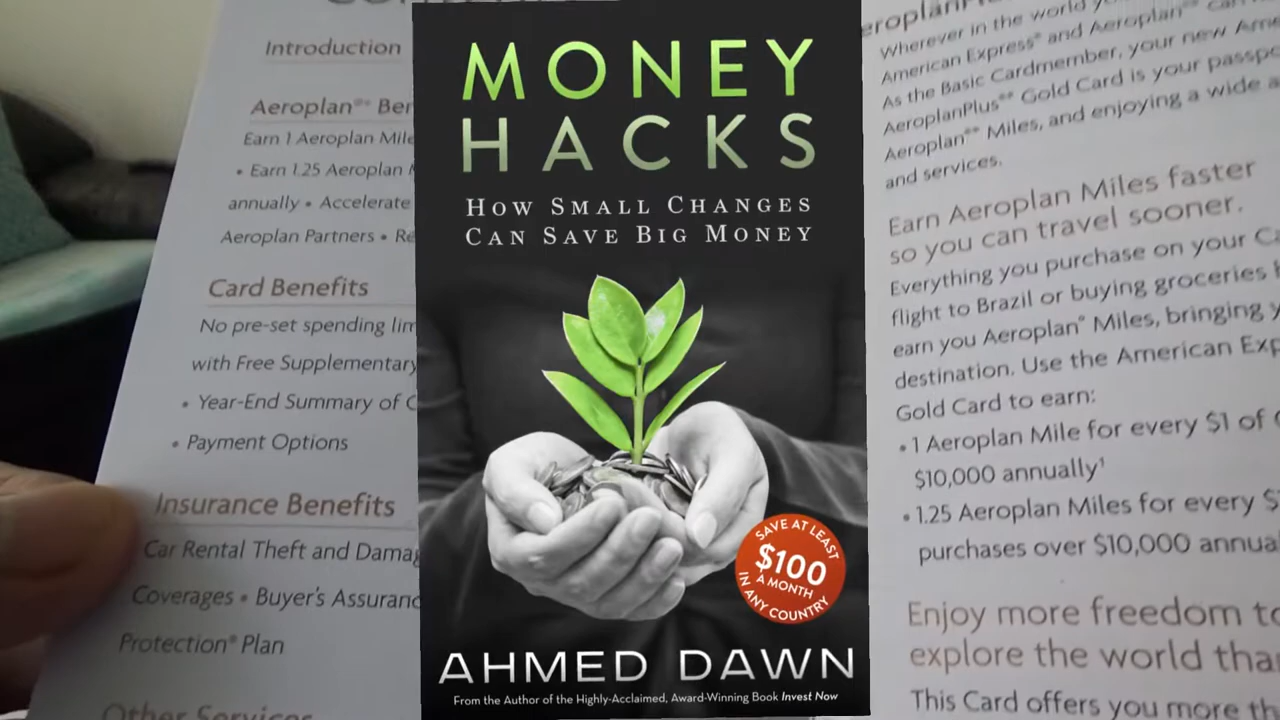 Introduction
Aeroplan®*
Earn 1 Aeroplan
• Earn 1.25 Aeroplan
annually • Accelerate
Aeroplan Partners •
Card Benefits
No pre-set spending
with Free Supplementary
• Year-End Summary of
• Payment Options
Insurance Benefits
Car Rental Theft and
Coverages • Buyer's
Protection® Plan
Other Services
MONEY
HACKS
HOW SMALL CHANGES
CAN SAVE BIG MONEY
SAVE AT LEAST
$100
A MONTH
IN ANY COUNTRY
AHMED DAWN
From the Author of the Highly-Acclaimed, Award-Winning Book Invest Now
Wherever in the world
American Express® and Aeroplan®*
As the Basic Cardmember, your new
AeroplanPlus®* Gold Card is your
Aeroplan®* Miles, and enjoying a wide
and services.
Earn Aeroplan Miles faster
so you can travel sooner.
Everything you purchase on your
flight to Brazil or buying groceries
earn you Aeroplan® Miles, bringing
destination. Use the American
Gold Card to earn:
• 1 Aeroplan Mile for every $1 of
$10,000 annually¹
• 1.25 Aeroplan Miles for every
purchases over $10,000
Enjoy more freedom
explore the world
This Card offers you more